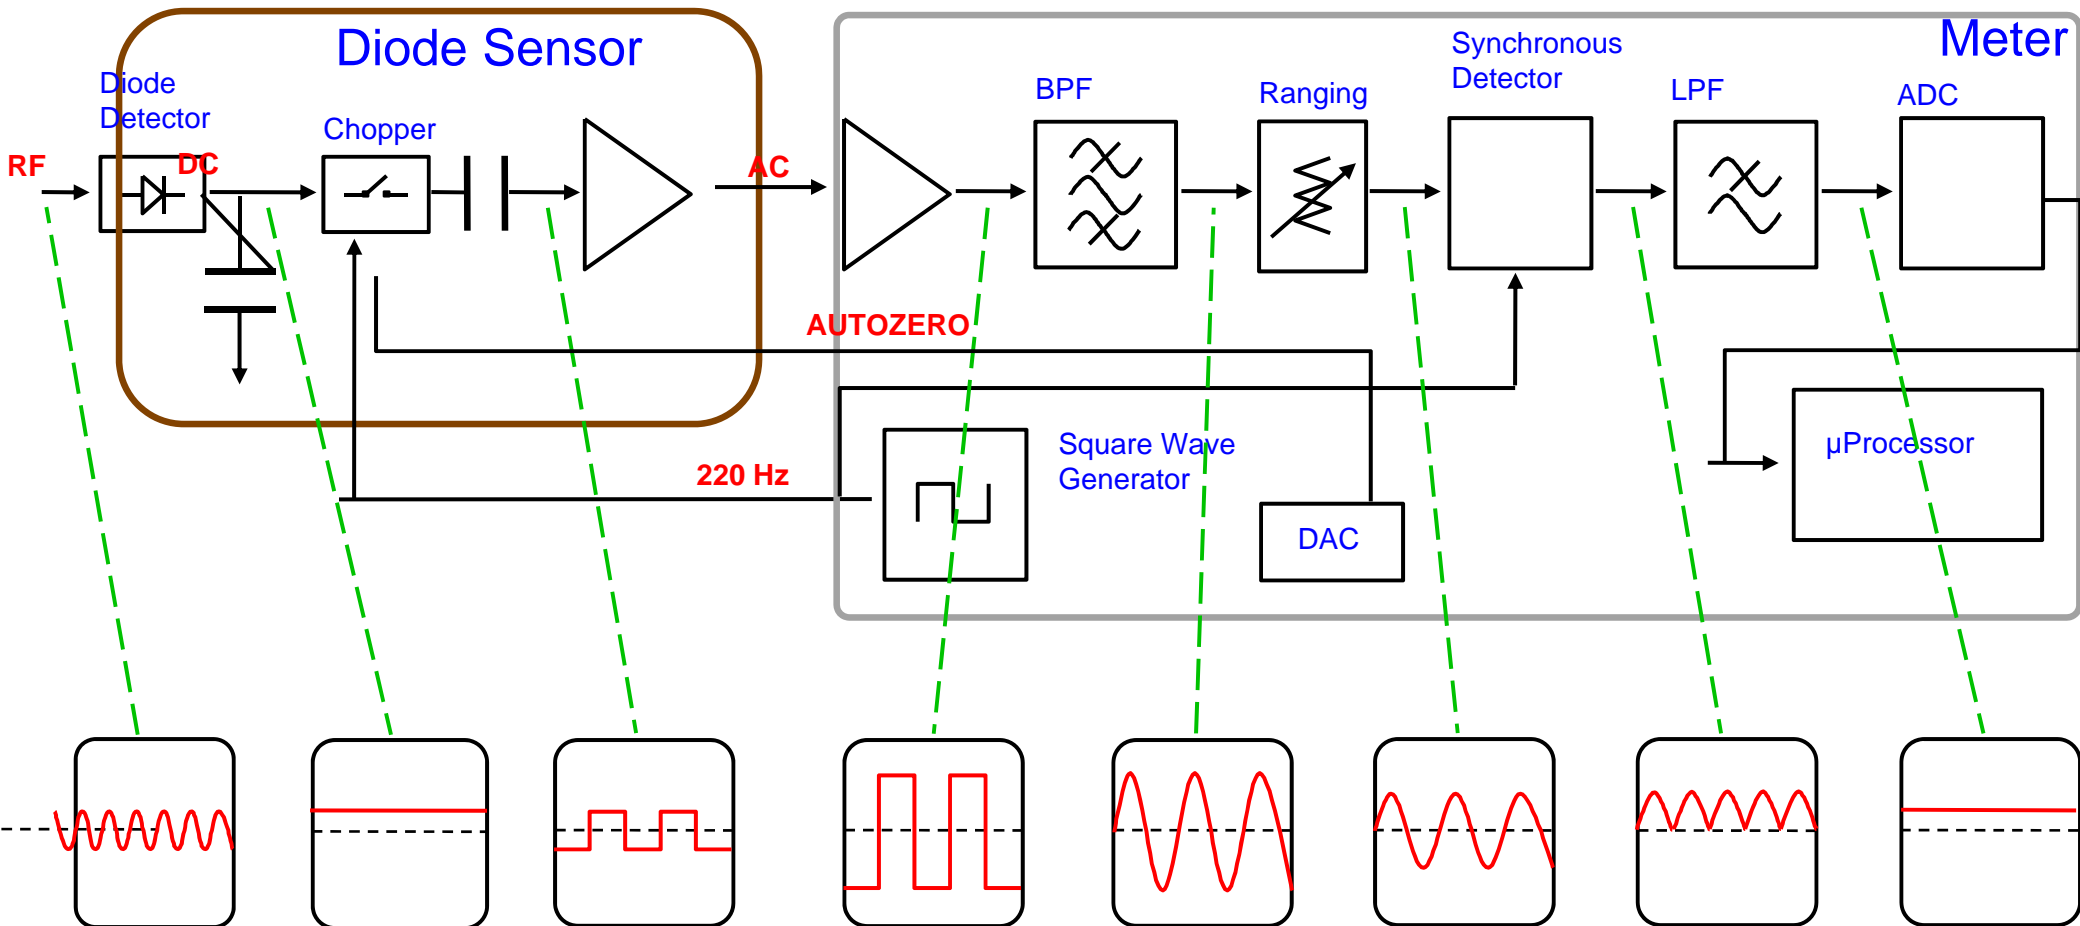 Diode Sensor
Meter
Diode
Detector
Chopper
BPF
Ranging
Synchronous
Detector
LPF
ADC
RF
DC
AC
AUTOZERO
220 Hz
Square Wave
Generator
DAC
µProcessor